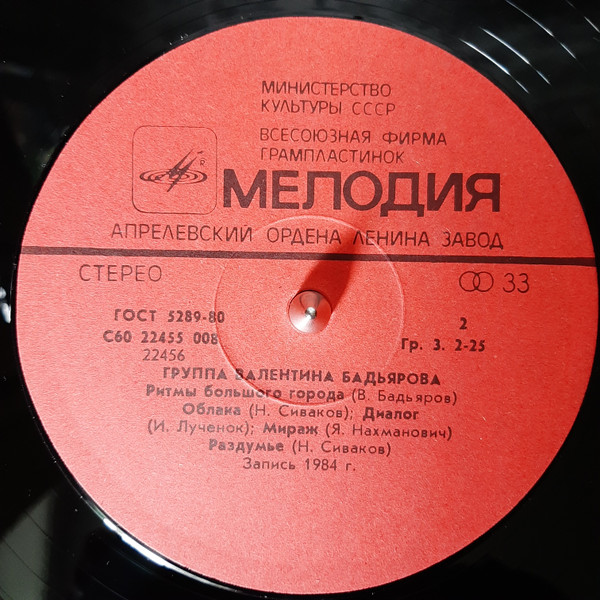 МИНИСТЕРСТВО
КУЛЬТУРЫ СССР
ВСЕСОЮЗНАЯ ФИРМА
ГРАМПЛАСТИНОК
R
МЕЛОДИЯ
АПРЕЛЕВСКИЙ ОРДЕНА ЛЕНИНА ЗАВОД
СТЕРЕО 33
ГОСТ 5289-80 2
С60 22455 008 Гр. 3. 2-25
22456
ГРУППА ВАЛЕНТИНА БАДЬЯРОВА
Ритмы большого города (В. Бадьяров)
Облака (Н. Сиваков); Диалог
(И. Лученок); Мираж (Я. Нахманович)
Раздумье (Н. Сиваков)
Запись 1984 г.